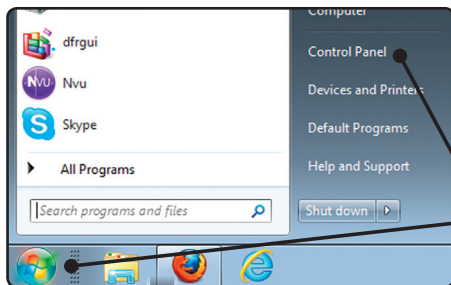 dfrgui
Nvu
Nvu
Skype
All Programs
Search programs and files
Computer
Control Panel
Devices and Printers
Default Programs
Help and Support
Shut down